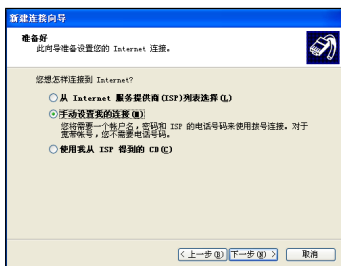 新建连接向导
准备好
此向导准备设置您的 Internet 连接。
您想怎样连接到 Internet?
从 Internet 服务提供商(ISP)列表选择(L)
手动设置我的连接(M)
您将需要一个帐户名，密码和 ISP 的电话号码来使用拨号连接。对于
宽带帐号，您不需要电话号码。
使用我从 ISP 得到的 CD(C)
< 上一步(B) 下一步(N) > 取消